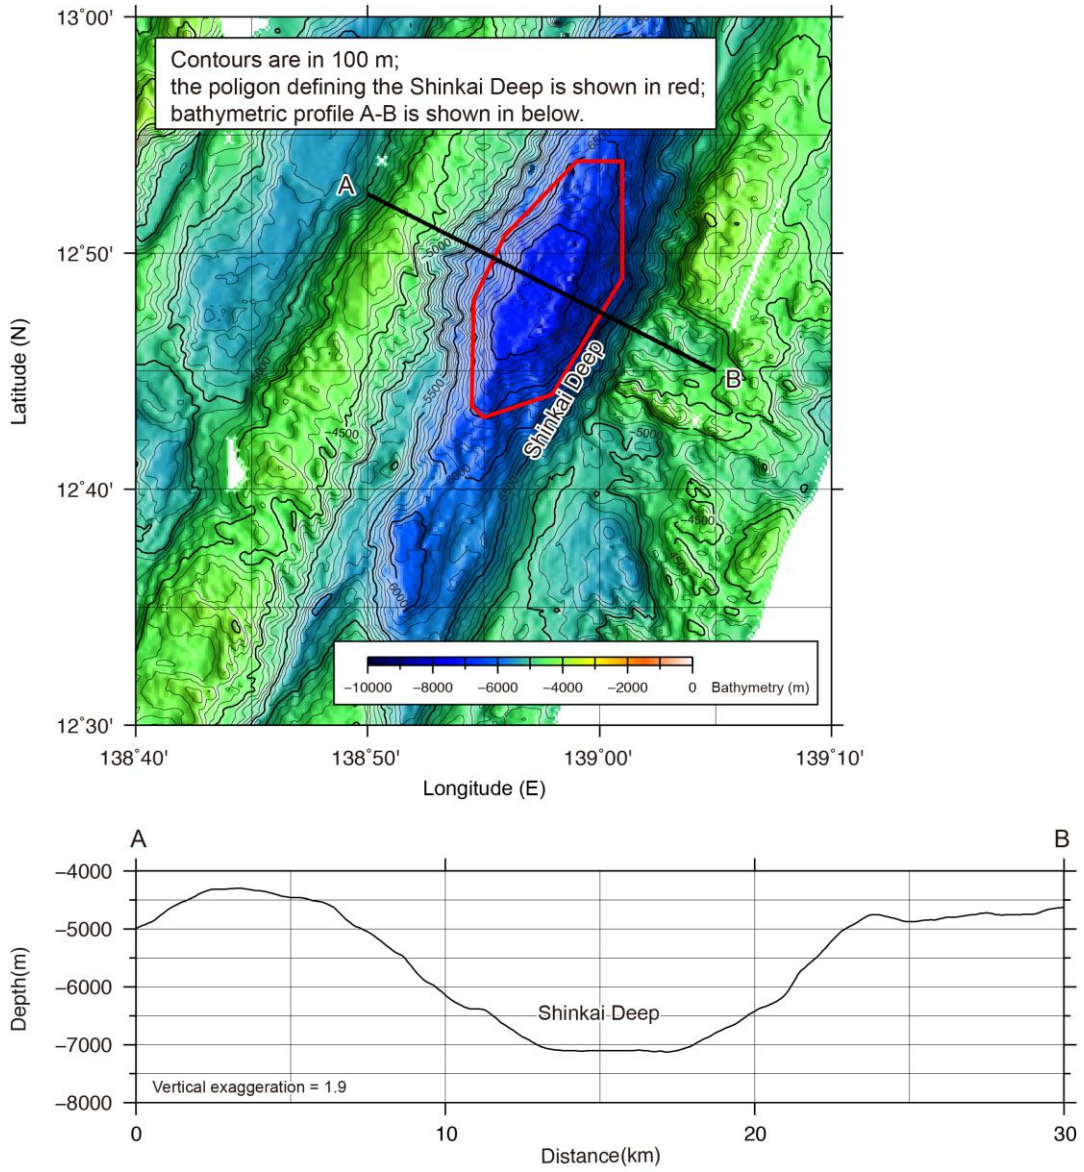 13°00'
Contours are in 100 m;
the poligon defining the Shinkai Deep is shown in red;
bathymetric profile A-B is shown in below.
-6500
A
12°50'
-5000
Latitude (N)
-5500
B
Shinkai Deep
-4500
-5000
12°40'
-4500
6000
-10000 -8000 -6000 -4000 -2000 0 Bathymetry (m)
12°30'
138°40' 138°50' 139°00' 139°10'
Longitude (E)
A B
-4000
-5000
-6000
Depth(m)
Shinkai Deep
-7000
Vertical exaggeration = 1.9
-8000
0 10 20 30
Distance(km)